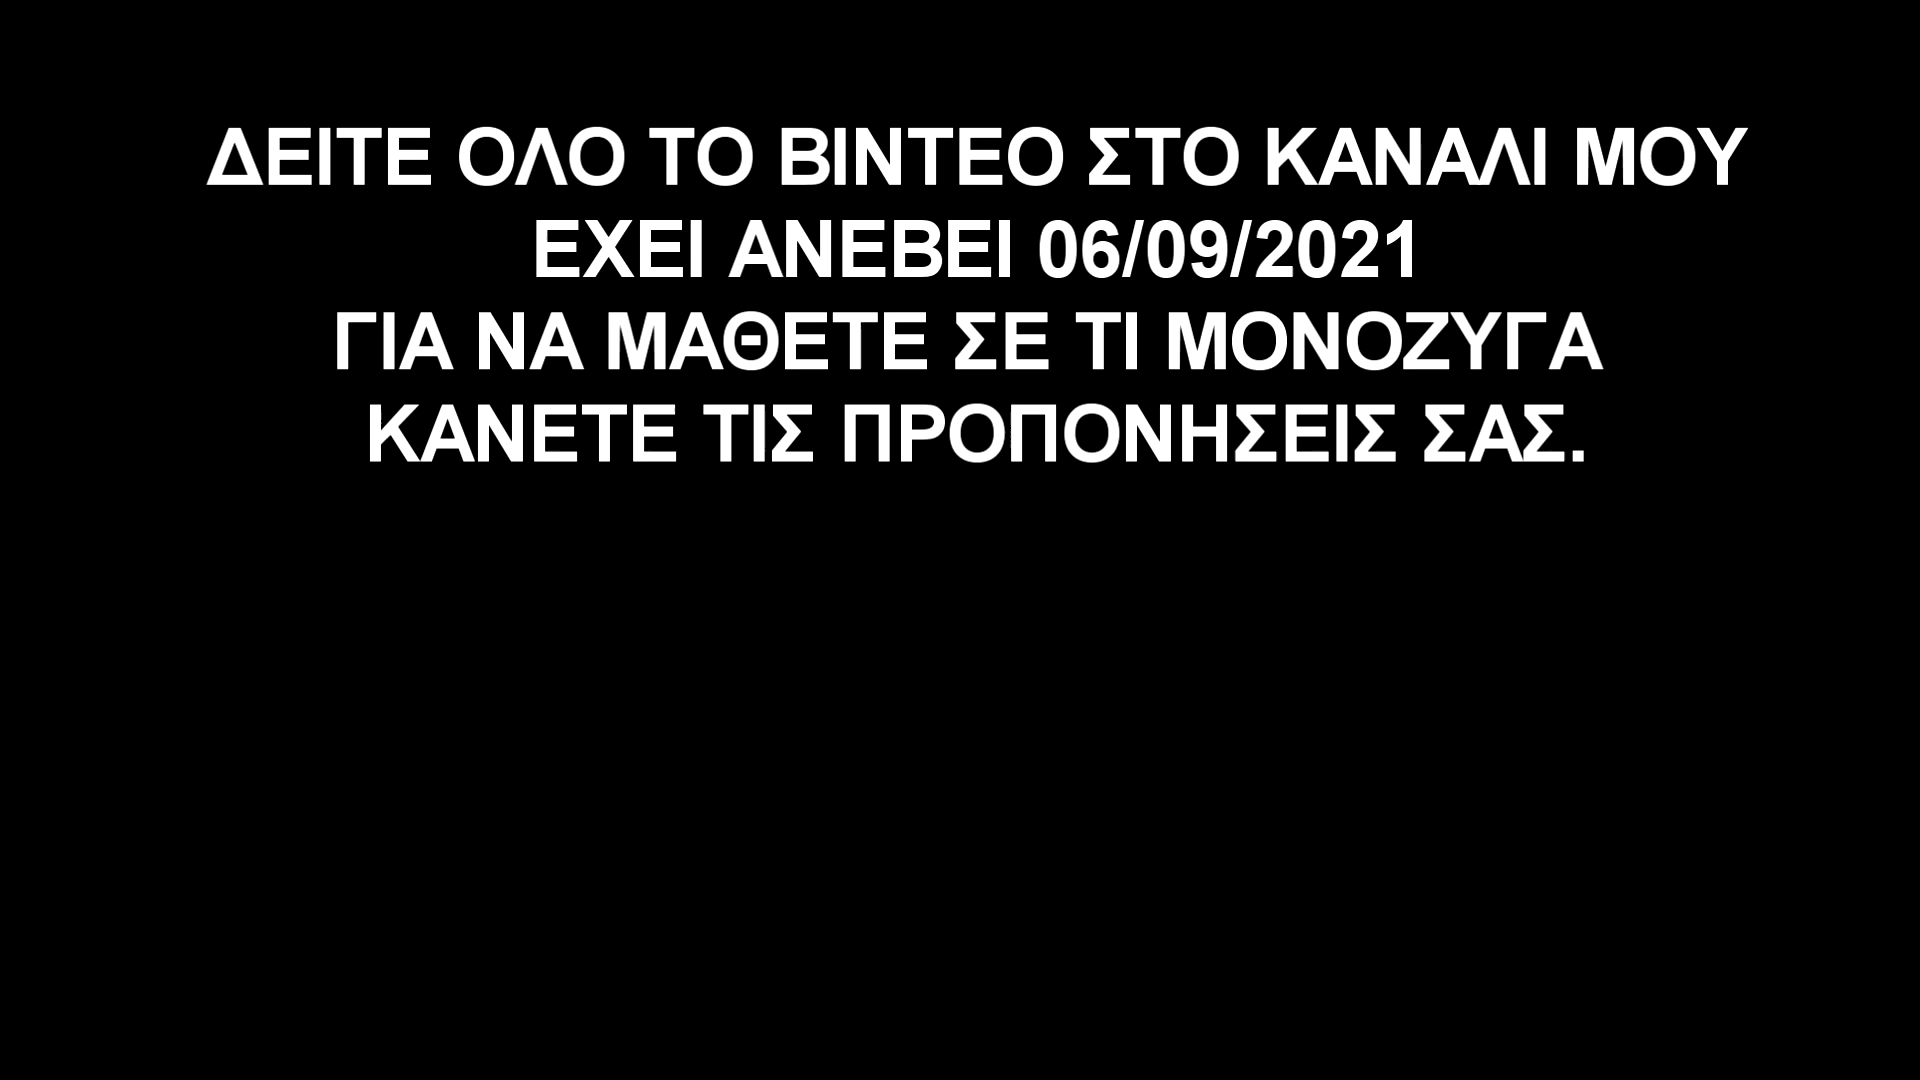 ΔΕΙΤΕ ΟΛΟ ΤΟ ΒΙΝΤΕΟ ΣΤΟ ΚΑΝΑΛΙ ΜΟΥ
ΕΧΕΙ ΑΝΕΒΕΙ 06/09/2021
ΓΙΑ ΝΑ ΜΑΘΕΤΕ ΣΕ ΤΙ ΜΟΝΟΖΥΓΑ
ΚΑΝΕΤΕ ΤΙΣ ΠΡΟΠΟΝΗΣΕΙΣ ΣΑΣ.